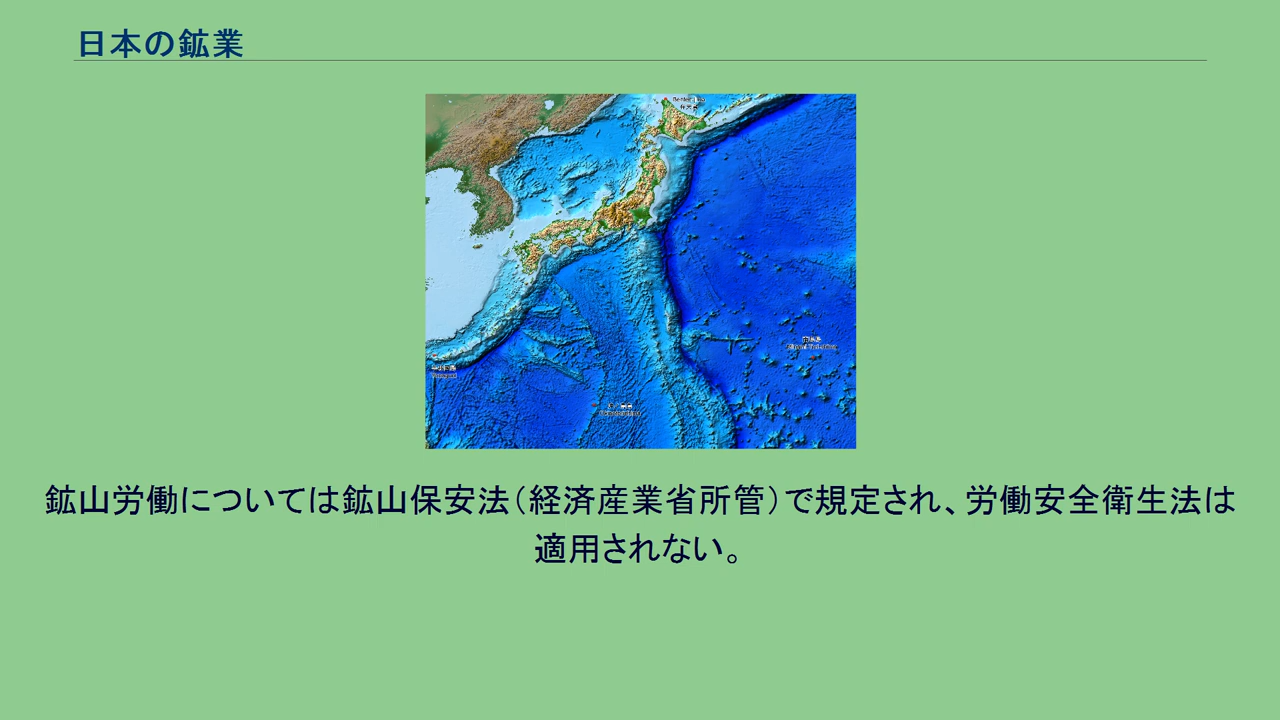 日本の鉱業
鉱山労働については鉱山保安法（経済産業省所管）で規定され、労働安全衛生法は
適用されない。